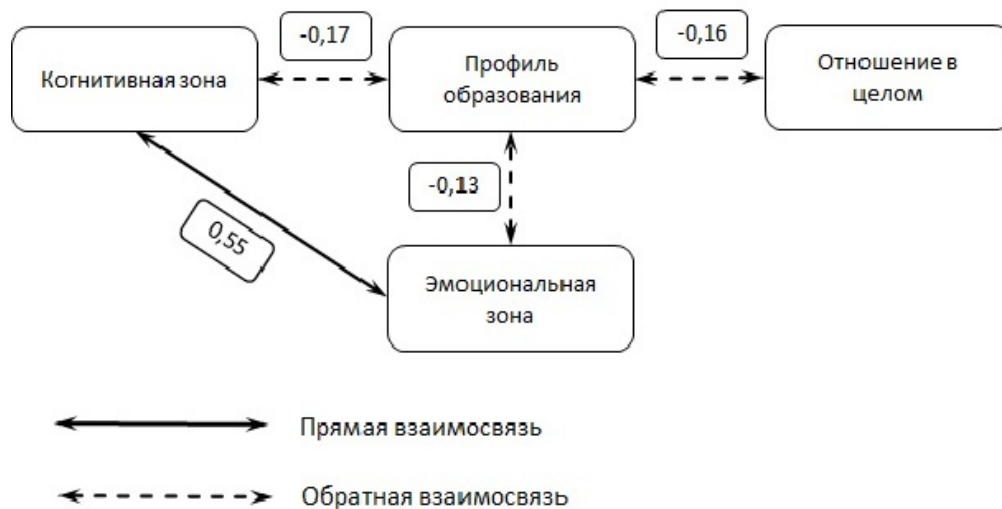 -0,17
-0,16
Когнитивная зона
Профиль
образования
Отношение в
целом
-0,13
0,55
Эмоциональная
зона
Прямая взаимосвязь
Обратная взаимосвязь